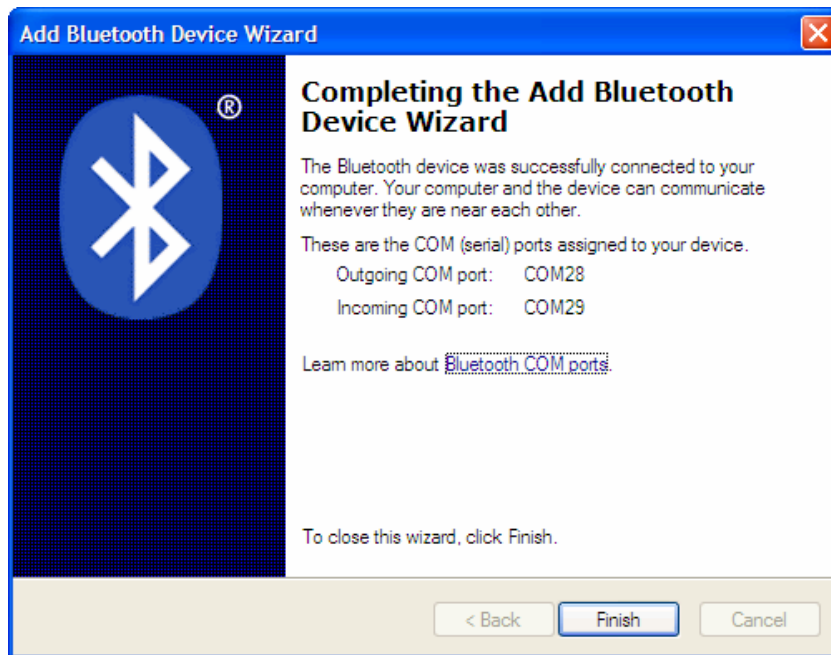 Add Bluetooth Device Wizard
®
Completing the Add Bluetooth
Device Wizard
The Bluetooth device was successfully connected to your
computer. Your computer and the device can communicate
whenever they are near each other.
These are the COM (serial) ports assigned to your device.
Outgoing COM port: COM28
Incoming COM port: COM29
Learn more about Bluetooth COM ports.
To close this wizard, click Finish.
< Back Finish Cancel